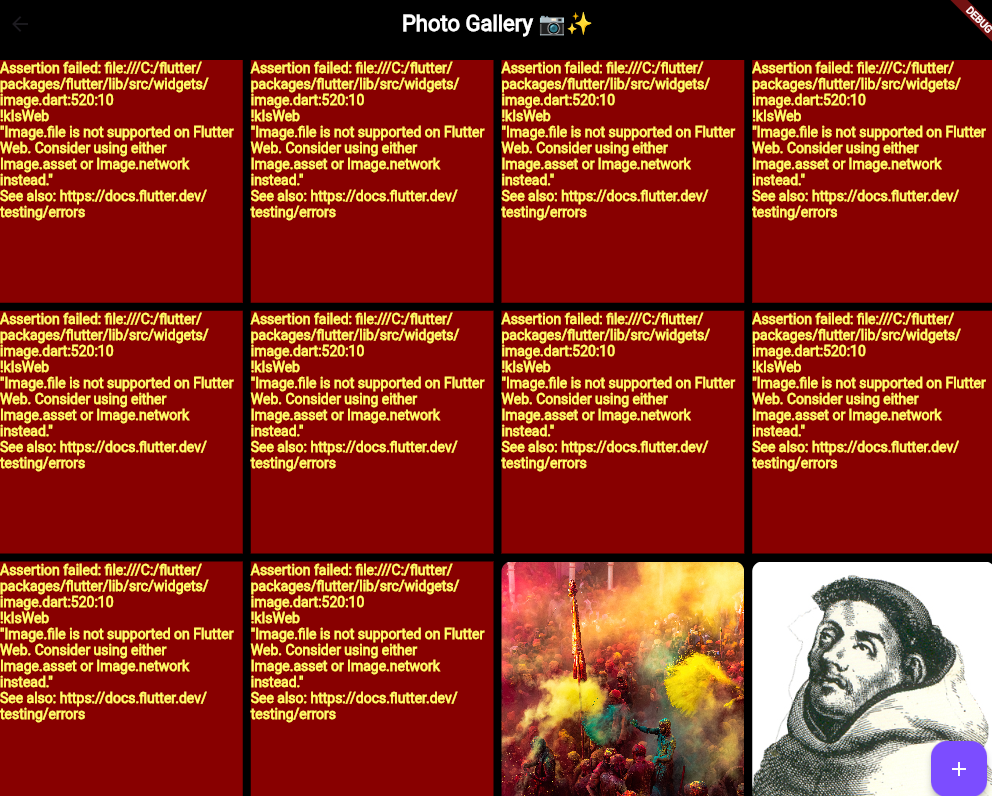 Photo Gallery 📷✨
DEBUG
Assertion failed: file:///C:/flutter/
packages/flutter/lib/src/widgets/
image.dart:520:10
!kIsWeb
"Image.file is not supported on Flutter
Web. Consider using either
Image.asset or Image.network
instead."
See also: https://docs.flutter.dev/
testing/errors
Assertion failed: file:///C:/flutter/
packages/flutter/lib/src/widgets/
image.dart:520:10
!kIsWeb
"Image.file is not supported on Flutter
Web. Consider using either
Image.asset or Image.network
instead."
See also: https://docs.flutter.dev/
testing/errors
Assertion failed: file:///C:/flutter/
packages/flutter/lib/src/widgets/
image.dart:520:10
!kIsWeb
"Image.file is not supported on Flutter
Web. Consider using either
Image.asset or Image.network
instead."
See also: https://docs.flutter.dev/
testing/errors
Assertion failed: file:///C:/flutter/
packages/flutter/lib/src/widgets/
image.dart:520:10
!kIsWeb
"Image.file is not supported on Flutter
Web. Consider using either
Image.asset or Image.network
instead."
See also: https://docs.flutter.dev/
testing/errors
Assertion failed: file:///C:/flutter/
packages/flutter/lib/src/widgets/
image.dart:520:10
!kIsWeb
"Image.file is not supported on Flutter
Web. Consider using either
Image.asset or Image.network
instead."
See also: https://docs.flutter.dev/
testing/errors
Assertion failed: file:///C:/flutter/
packages/flutter/lib/src/widgets/
image.dart:520:10
!kIsWeb
"Image.file is not supported on Flutter
Web. Consider using either
Image.asset or Image.network
instead."
See also: https://docs.flutter.dev/
testing/errors
Assertion failed: file:///C:/flutter/
packages/flutter/lib/src/widgets/
image.dart:520:10
!kIsWeb
"Image.file is not supported on Flutter
Web. Consider using either
Image.asset or Image.network
instead."
See also: https://docs.flutter.dev/
testing/errors
Assertion failed: file:///C:/flutter/
packages/flutter/lib/src/widgets/
image.dart:520:10
!kIsWeb
"Image.file is not supported on Flutter
Web. Consider using either
Image.asset or Image.network
instead."
See also: https://docs.flutter.dev/
testing/errors
Assertion failed: file:///C:/flutter/
packages/flutter/lib/src/widgets/
image.dart:520:10
!kIsWeb
"Image.file is not supported on Flutter
Web. Consider using either
Image.asset or Image.network
instead."
See also: https://docs.flutter.dev/
testing/errors
Assertion failed: file:///C:/flutter/
packages/flutter/lib/src/widgets/
image.dart:520:10
!kIsWeb
"Image.file is not supported on Flutter
Web. Consider using either
Image.asset or Image.network
instead."
See also: https://docs.flutter.dev/
testing/errors